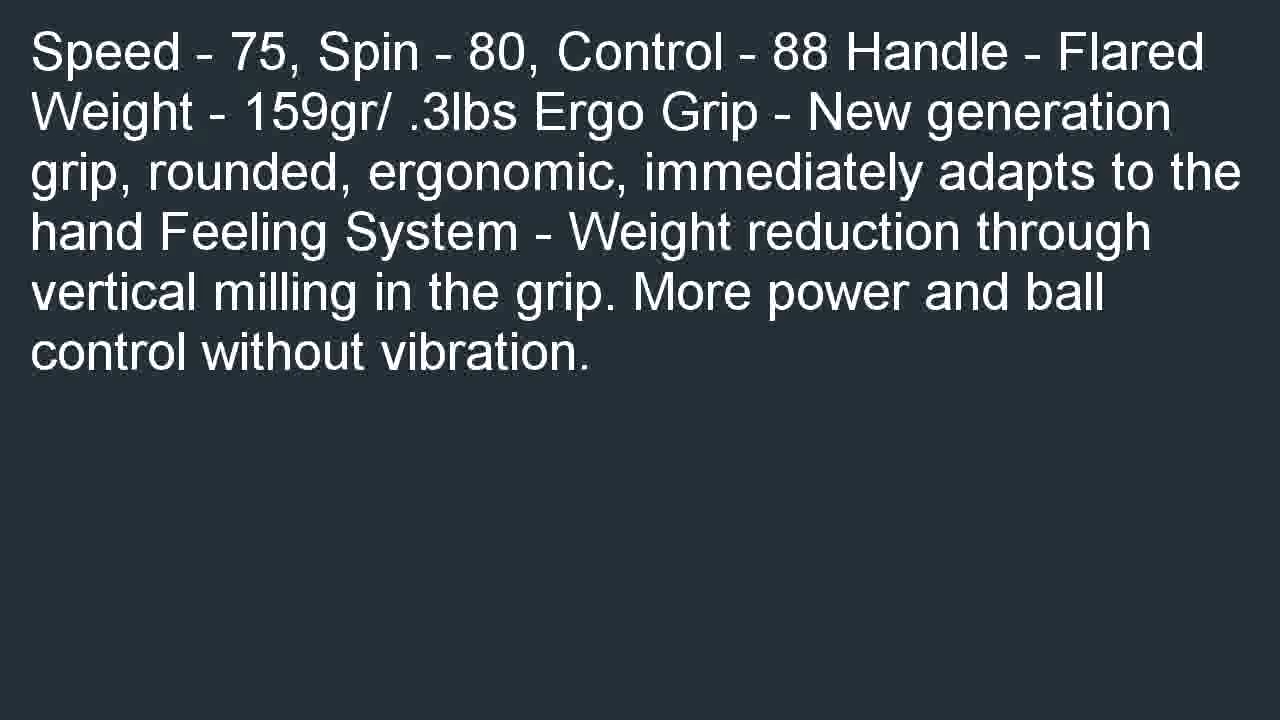 Speed - 75, Spin - 80, Control - 88 Handle - Flared
Weight - 159gr/ .3lbs Ergo Grip - New generation
grip, rounded, ergonomic, immediately adapts to the
hand Feeling System - Weight reduction through
vertical milling in the grip. More power and ball
control without vibration.